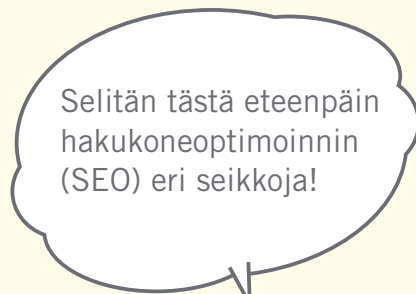 Selitän tästä eteenpäin
hakukoneoptimoinnin
(SEO) eri seikkoja!